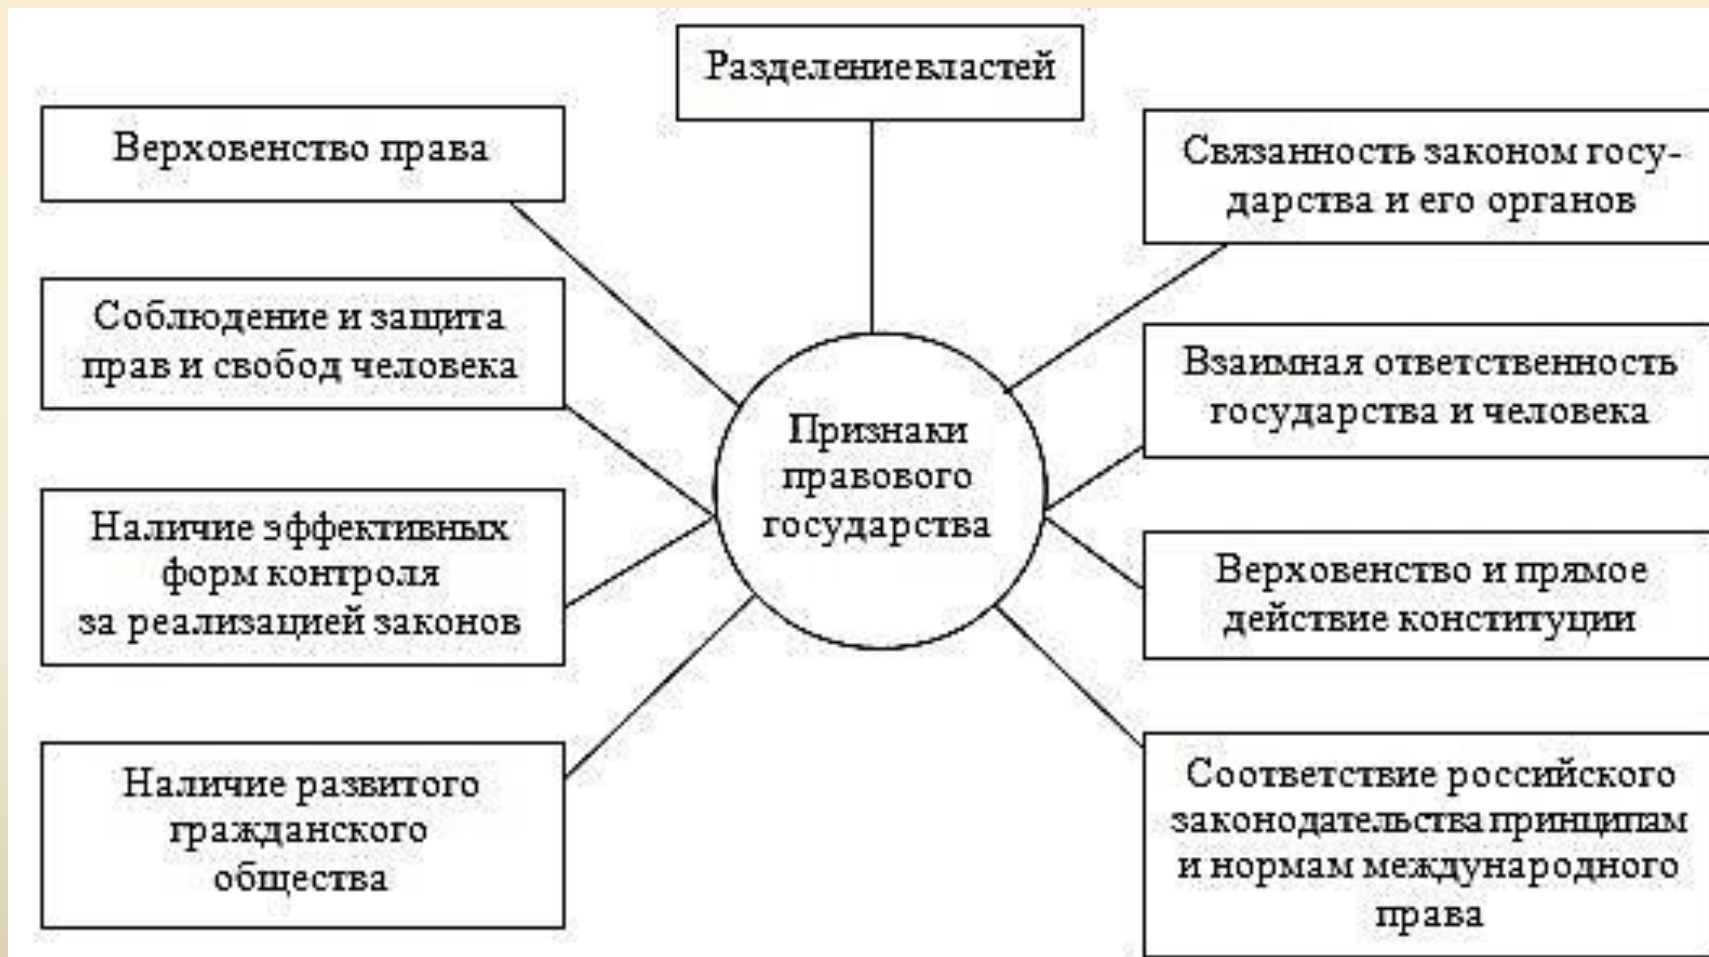 Разделение властей
Верховенство права
Соблюдение и защита
прав и свобод человека
Наличие эффективных
форм контроля
за реализацией законов
Наличие развитого
гражданского
общества
Признаки
правового
государства
Связанность законом госу-
дарства и его органов
Взаимная ответственность
государства и человека
Верховенство и прямое
действие конституции
Соответствие российского
законодательства принципам
и нормам международного
права